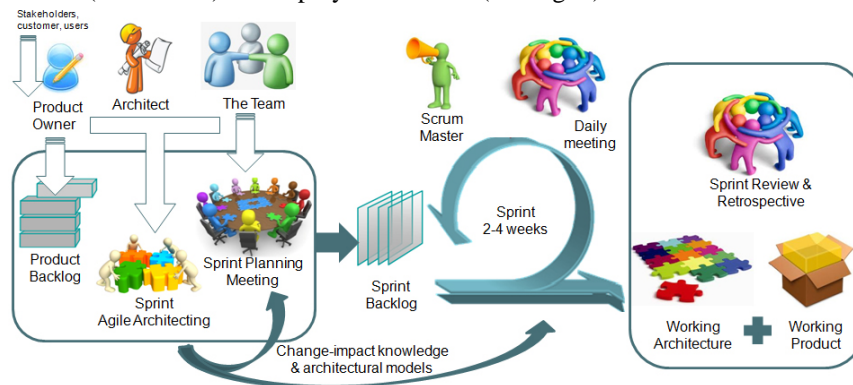 Stakeholders,
customer, users
Product
Owner
Architect
The Team
Scrum
Master
Daily
meeting
Sprint Review &
Retrospective
Sprint
2-4 weeks
Product
Backlog
Sprint
Agile Architecting
Sprint Planning
Meeting
Sprint
Backlog
Working
Architecture
Working
Product
Change-impact knowledge
& architectural models